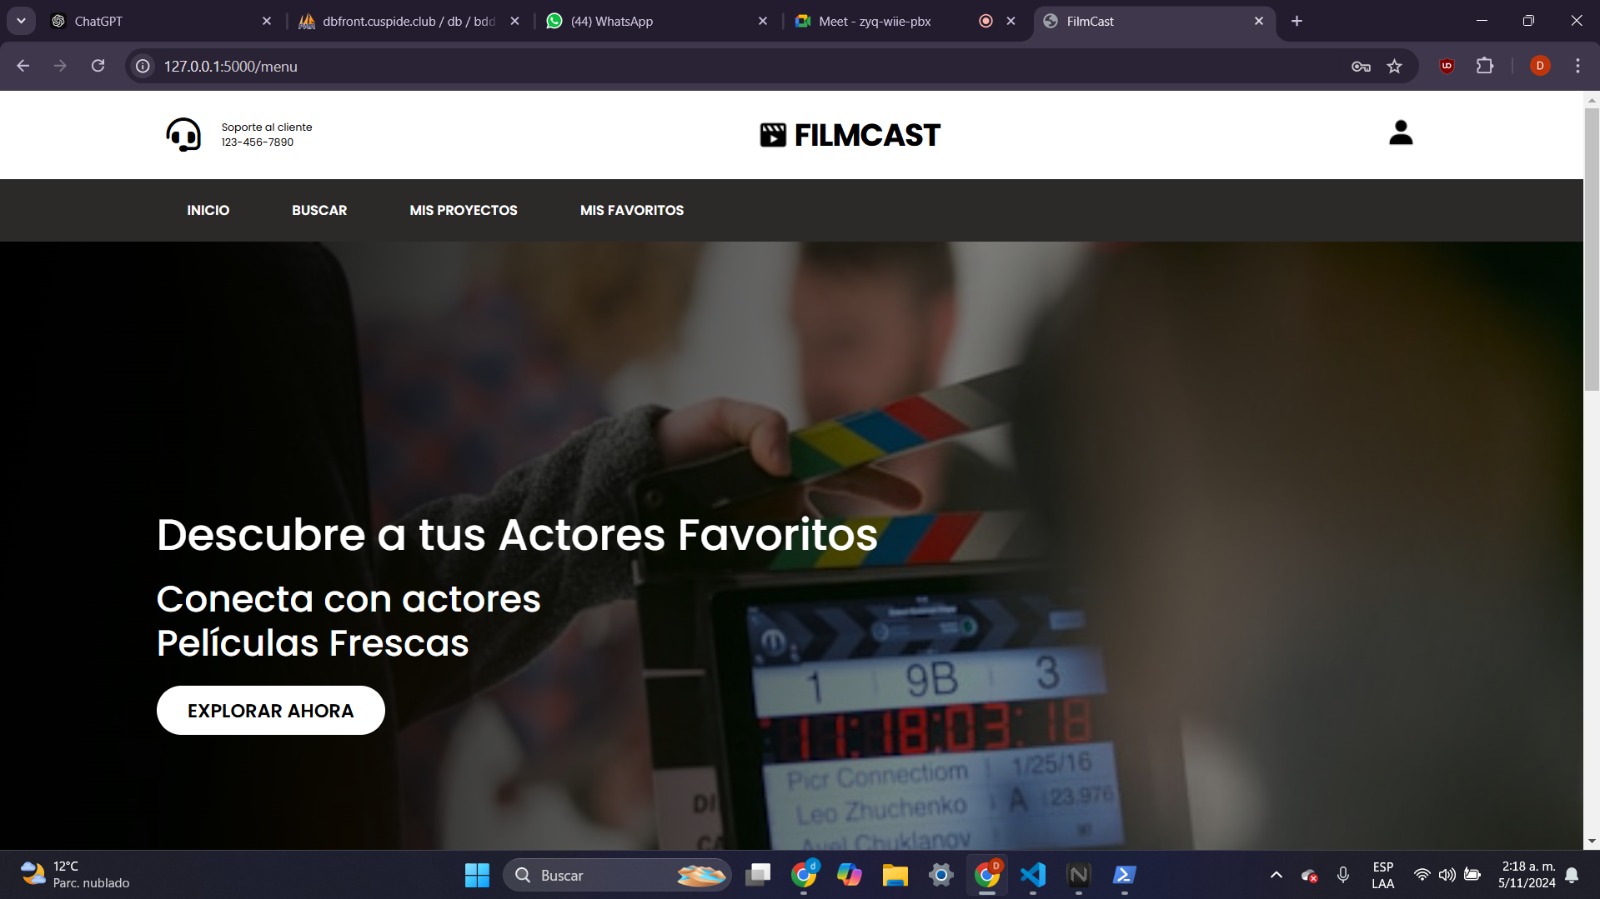 ChatGPT
dbfront.cuspide.club / db / bdd
(44) WhatsApp
Meet - zyq-wiie-pbx
FilmCast
127.0.0.1:5000/menu
D
Soporte al cliente
123-456-7890
FILMCAST
INICIO
BUSCAR
MIS PROYECTOS
MIS FAVORITOS
Descubre a tus Actores Favoritos
Conecta con actores
Películas Frescas
EXPLORAR AHORA
1 9B 3
11:18:03:18
Picr Connectiom 1/25/16
Leo Zhuchenko A 23.976
Avel Chuklanov
12°C
Parc. nublado
Buscar
ESP
LAA
2:18 a. m.
5/11/2024